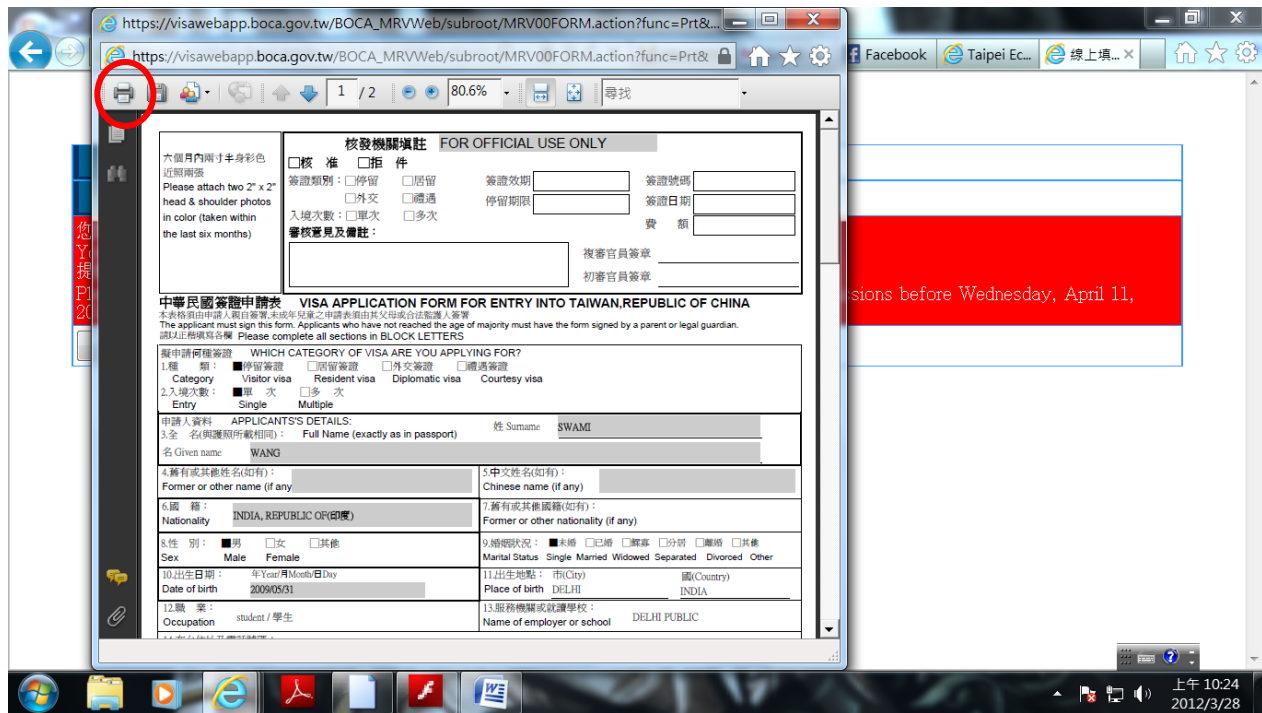 https://visawebapp.boca.gov.tw/BOCA_MRVWeb/subroot/MRV00FORM.action?func=Prt&...
https://visawebapp.boca.gov.tw/BOCA_MRVWeb/subroot/MRV00FORM.action?func=Prt&
Facebook
Taipei Ec...
線上填...
1 / 2
80.6%
尋找
六個月內兩寸半身彩色
近照兩張
Please attach two 2" x 2"
head & shoulder photos
in color (taken within
the last six months)
核發機關填註 FOR OFFICIAL USE ONLY
□核 准 □拒 件
簽證類別：□停留 □居留
□外交 □禮遇
入境次數：□單次 □多次
審核意見及備註：
簽證效期
停留期限
簽證號碼
簽證日期
費 額
複審官員簽章
初審官員簽章
中華民國簽證申請表 VISA APPLICATION FORM FOR ENTRY INTO TAIWAN,REPUBLIC OF CHINA
本表格須由申請人親自簽署,未成年兒童之申請表須由其父母或合法監護人簽署
The applicant must sign this form. Applicants who have not reached the age of majority must have the form signed by a parent or legal guardian.
請以正楷填寫各欄 Please complete all sections in BLOCK LETTERS
擬申請何種簽證 WHICH CATEGORY OF VISA ARE YOU APPLYING FOR?
1.種 類： ■停留簽證 □居留簽證 □外交簽證 □禮遇簽證
Category Visitor visa Resident visa Diplomatic visa Courtesy visa
2.入境次數： ■單 次 □多 次
Entry Single Multiple
申請人資料 APPLICANTS'S DETAILS:
3.全 名(與護照所載相同)： Full Name (exactly as in passport)
姓 Surname SWAMI
名 Given name WANG
4.舊有或其他姓名(如有)：
Former or other name (if any
5.中文姓名(如有)：
Chinese name (if any)
6.國 籍：
Nationality INDIA, REPUBLIC OF(印度)
7.舊有或其他國籍(如有)：
Former or other nationality (if any)
8.性 別： ■男 □女 □其他
Sex Male Female
9.婚姻狀況： ■未婚 □已婚 □鰥寡 □分居 □離婚 □其他
Marital Status Single Married Widowed Separated Divorced Other
10.出生日期： 年Year/月Month/日Day
Date of birth 2009/05/31
11.出生地點： 市(City) 國(Country)
Place of birth DELHI INDIA
12.職 業：
Occupation student / 學生
13.服務機關或就讀學校：
Name of employer or school DELHI PUBLIC
您
提
sions before Wednesday, April 11,
20
上午 10:24
2012/3/28